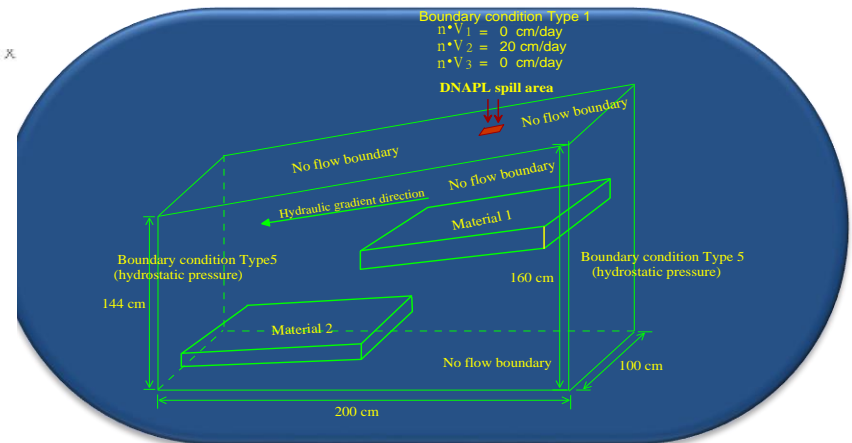 Boundary condition Type 1
n•V1 = 0 cm/day
n•V2 = 20 cm/day
n•V3 = 0 cm/day
x
DNAPL spill area
No flow boundary
No flow boundary
No flow boundary
Hydraulic gradient direction
Material 1
Boundary condition Type5
(hydrostatic pressure)
Boundary condition Type 5
(hydrostatic pressure)
160 cm
144 cm
Material 2
No flow boundary
100 cm
200 cm